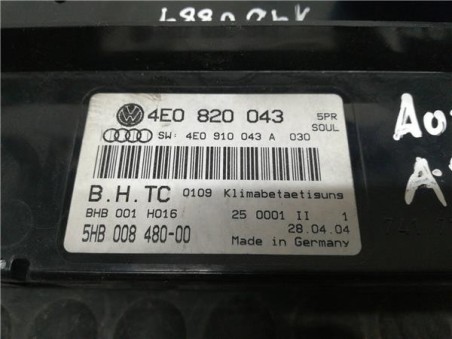 4E0 820 043
5PR
SOUL
SW: 4E0 910 043 A 030
B.H.TC 0109 Klimabetaetisuns
BHB 001 H016 25 0001 II 1
5HB 008 480-00 28.04.04
Made in Germany